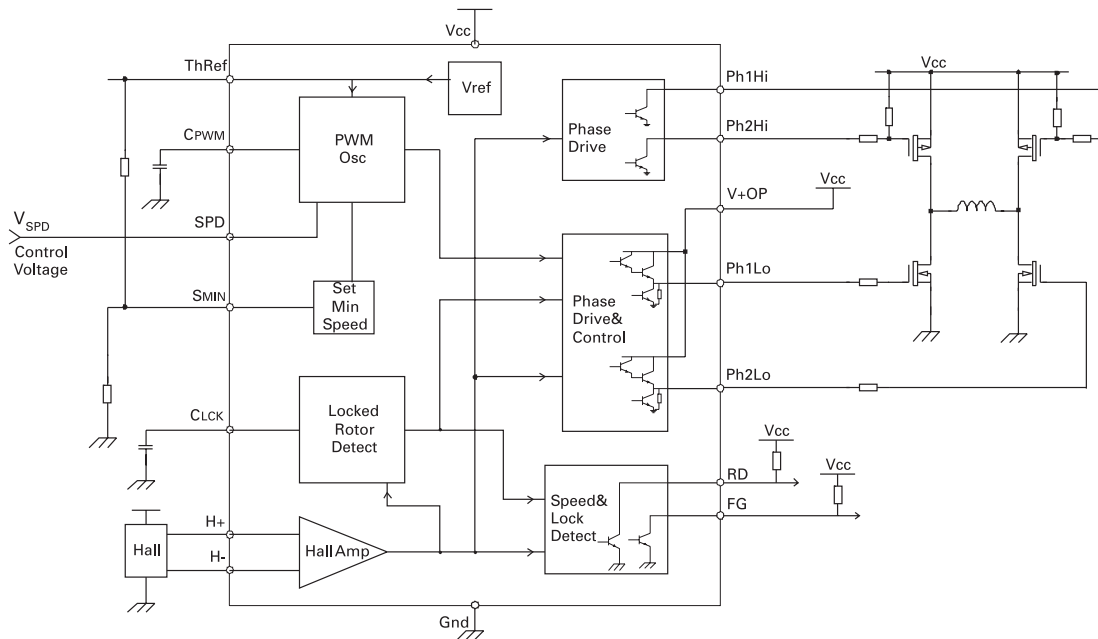 Vcc
ThRef
Vref
Ph1Hi
Vcc
CPWM
PWM
Osc
Phase
Drive
Ph2Hi
V+OP
Vcc
VSPD
SPD
Control
Voltage
SMIN
Set
Min
Speed
Phase
Drive&
Control
Ph1Lo
Ph2Lo
CLCK
Locked
Rotor
Detect
Vcc
Vcc
RD
Speed&
Lock
Detect
FG
H+
Hall
H-
Hall Amp
Gnd